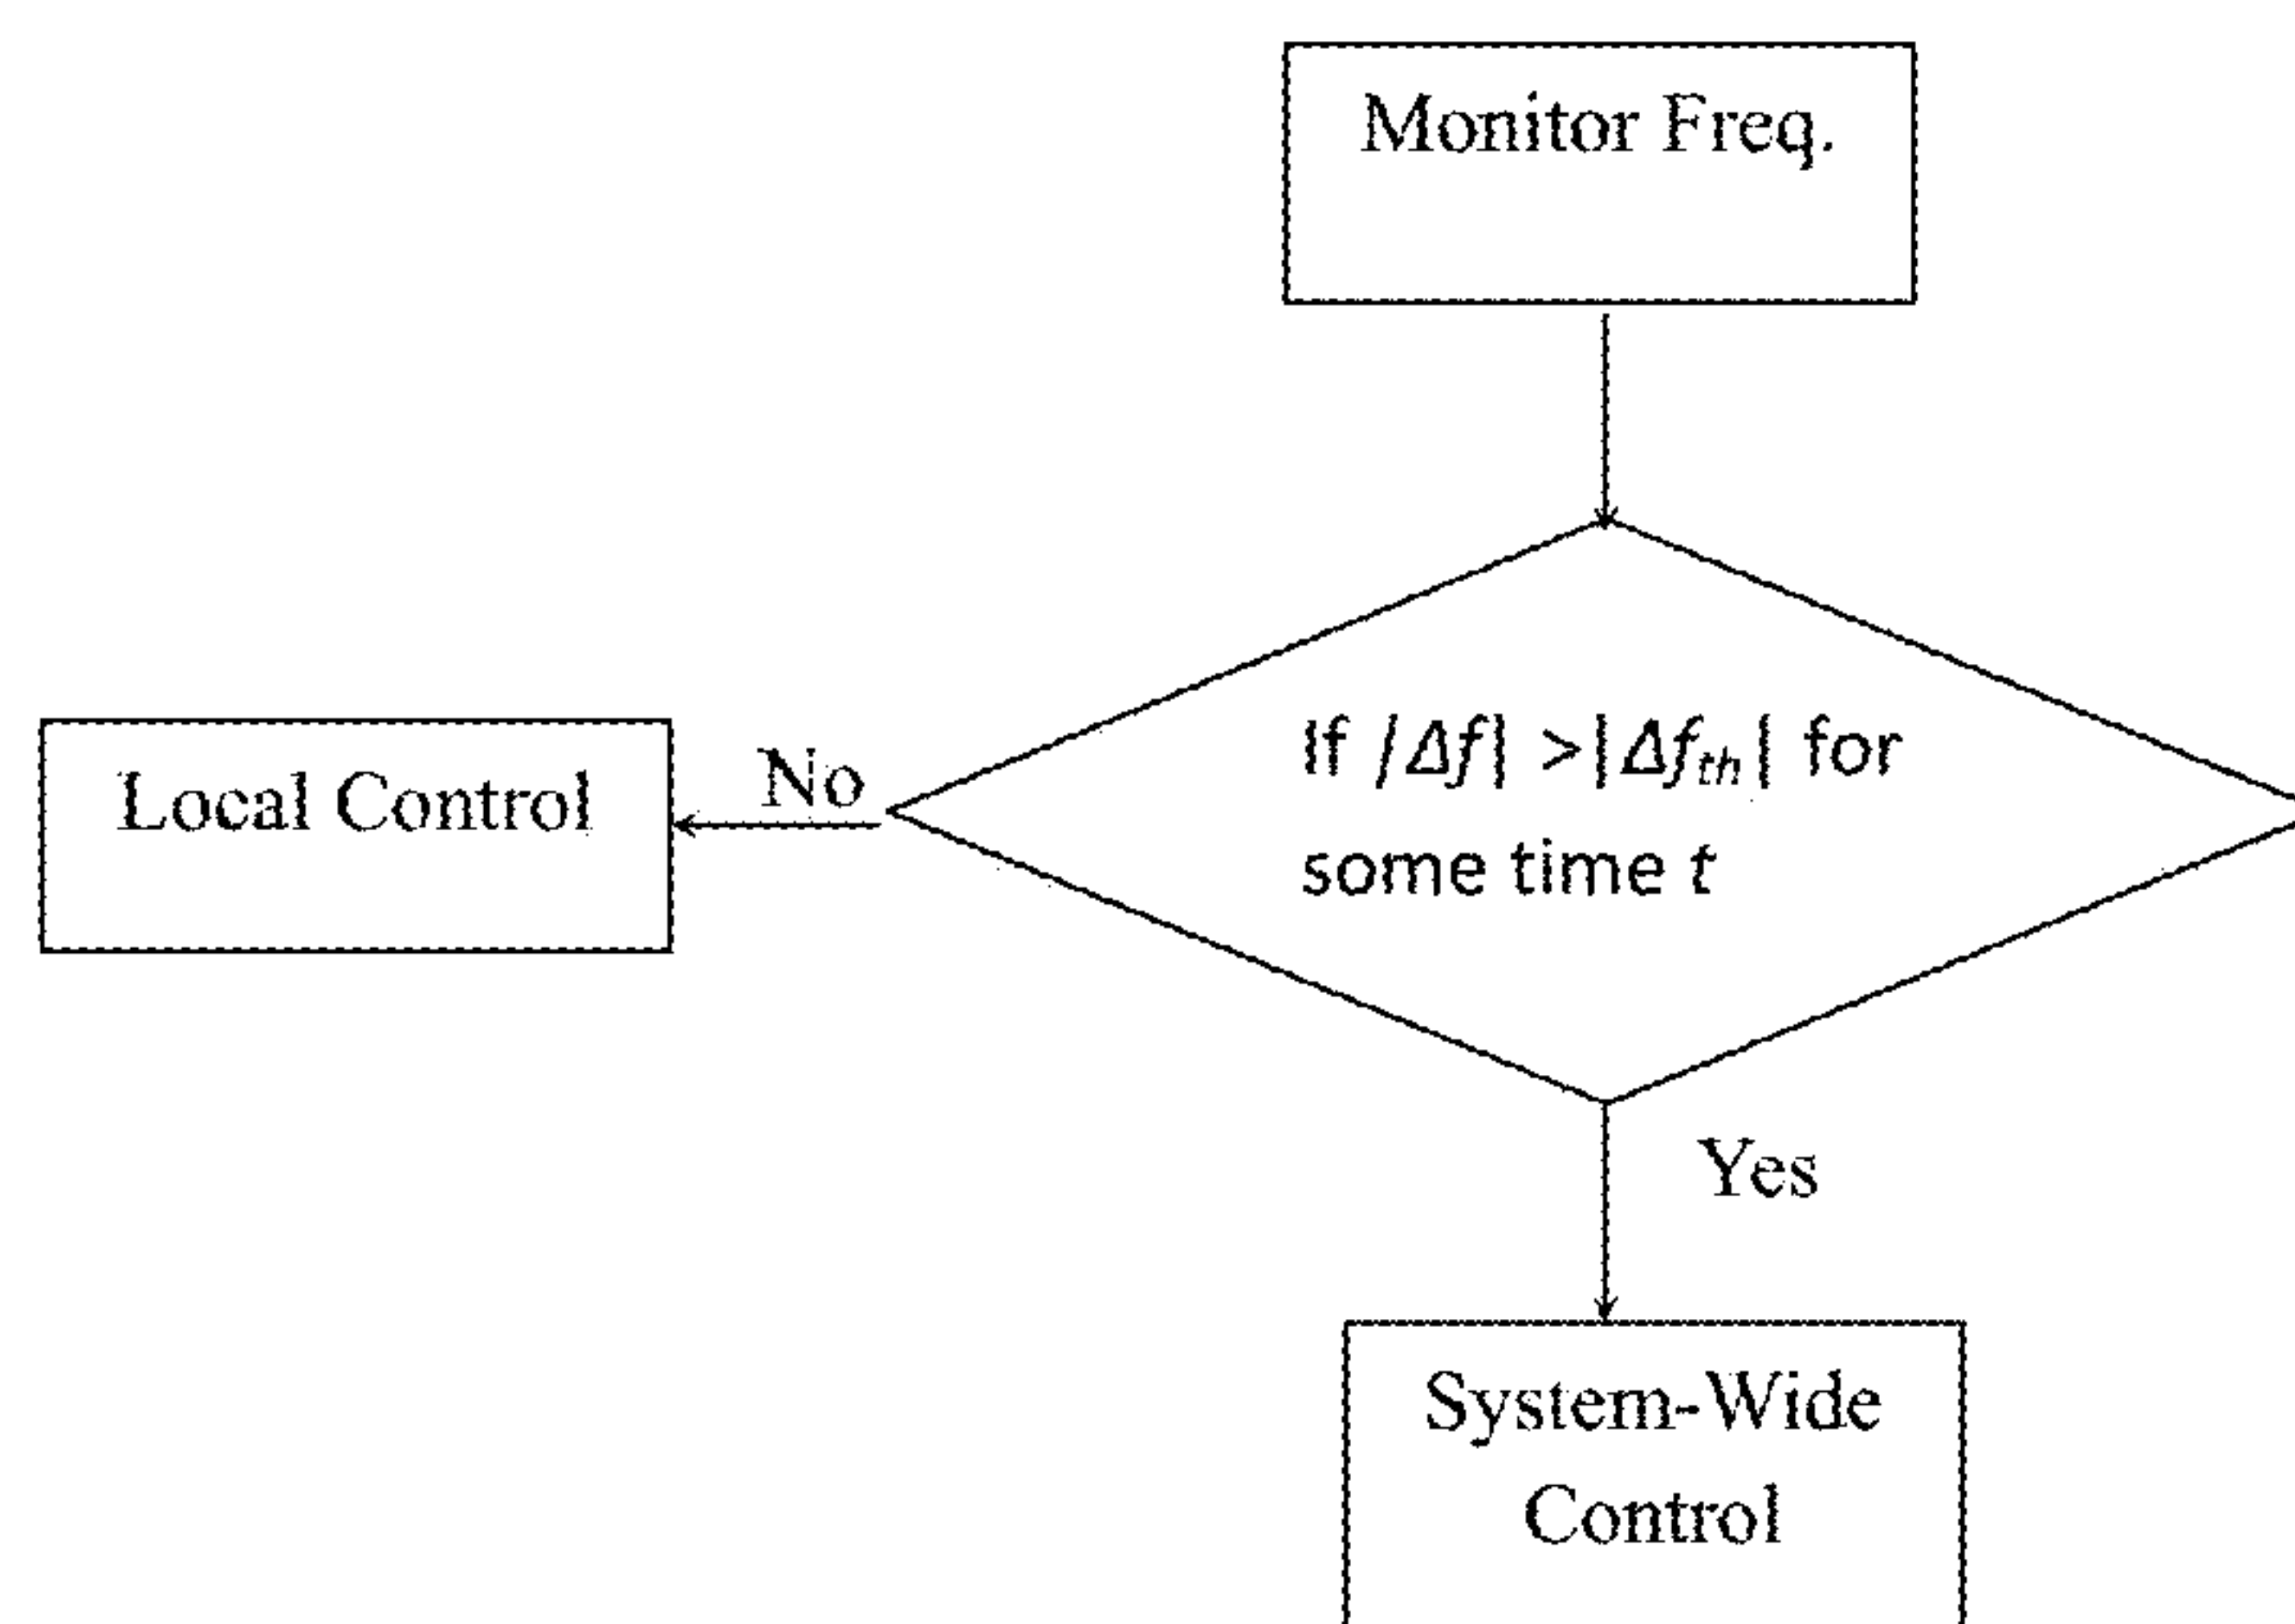 Monitor Freq.
If |Δf| >|Δfth| for
some time t
No
Local Control
Yes
System-Wide
Control